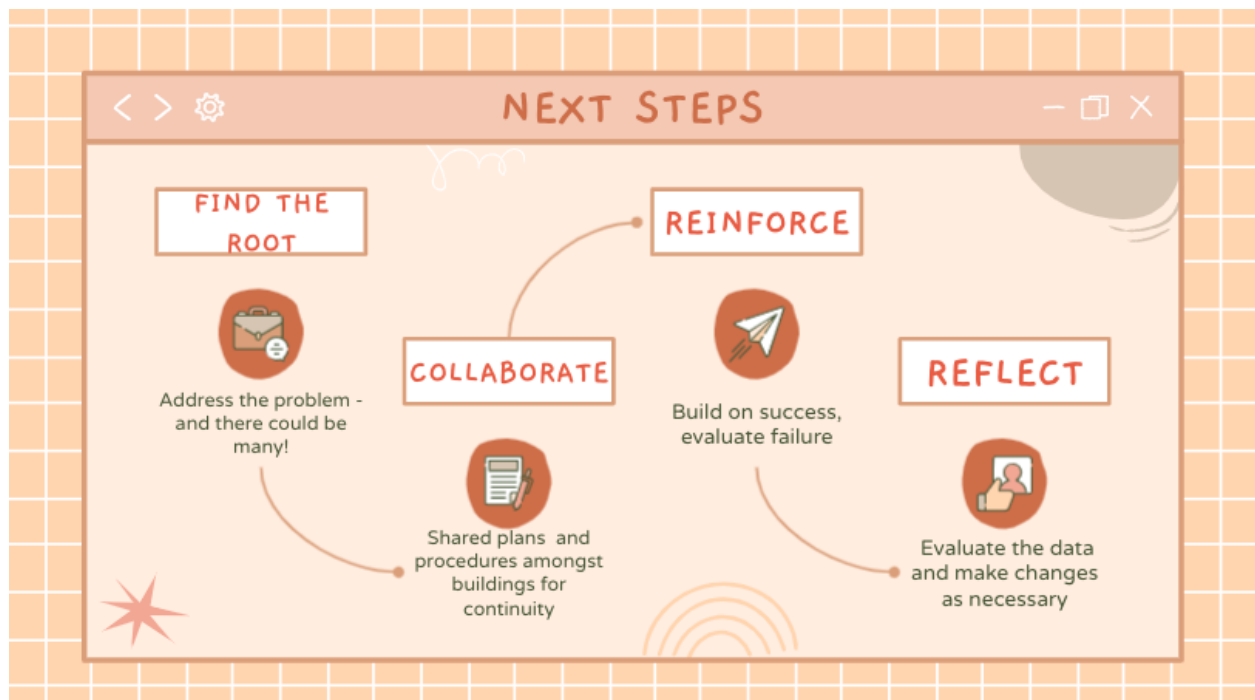 NEXT STEPS
FIND THE
ROOT
Address the problem -
and there could be
many!
COLLABORATE
Shared plans and
procedures amongst
buildings for
continuity
REINFORCE
Build on success,
evaluate failure
REFLECT
Evaluate the data
and make changes
as necessary